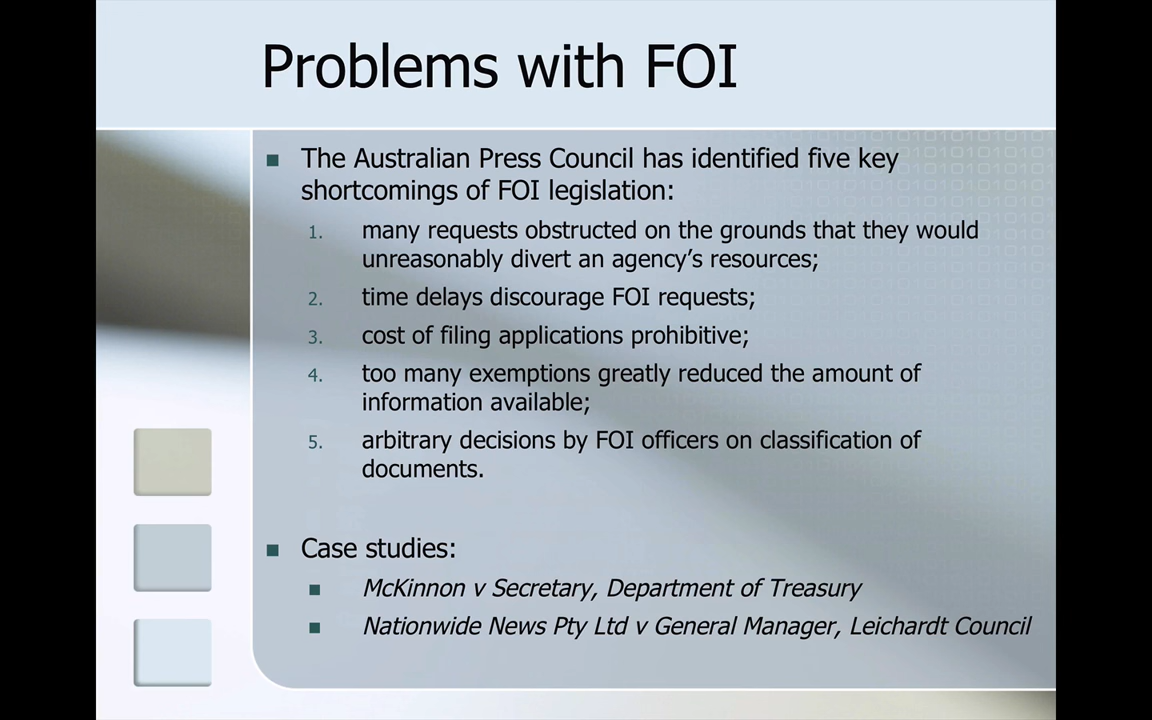 Problems with FOI
■ The Australian Press Council has identified five key
shortcomings of FOI legislation:
1. many requests obstructed on the grounds that they would
unreasonably divert an agency’s resources;
2. time delays discourage FOI requests;
3. cost of filing applications prohibitive;
4. too many exemptions greatly reduced the amount of
information available;
5. arbitrary decisions by FOI officers on classification of
documents.
■ Case studies:
■ McKinnon v Secretary, Department of Treasury
■ Nationwide News Pty Ltd v General Manager, Leichardt Council